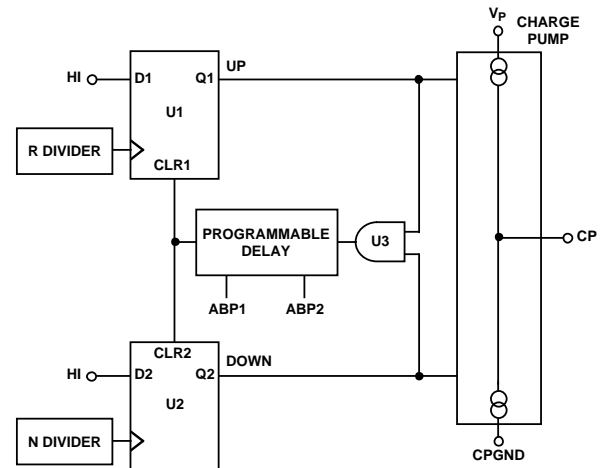 VP
CHARGE
PUMP
UP
HI
D1
Q1
U1
R DIVIDER
CLR1
PROGRAMMABLE
DELAY
U3
CP
ABP1
ABP2
CLR2
DOWN
HI
D2
Q2
U2
N DIVIDER
CPGND